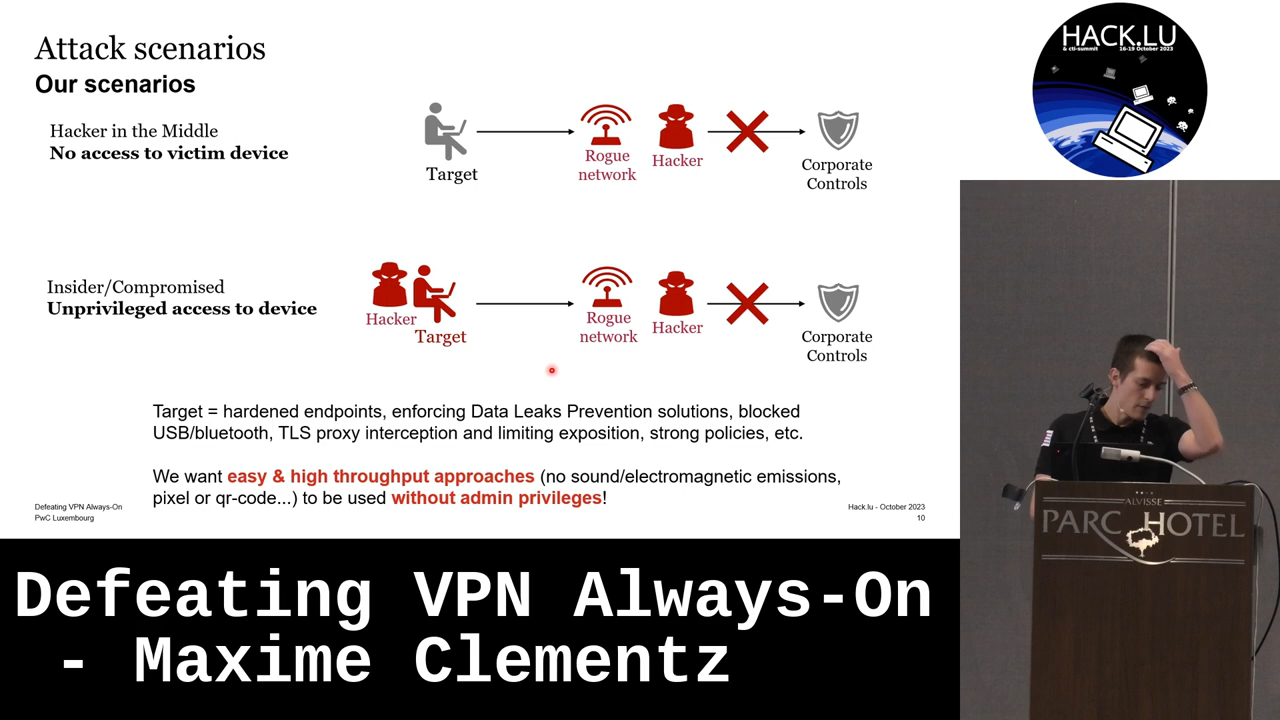 Attack scenarios
Our scenarios
Hacker in the Middle
No access to victim device
Target
Rogue
network
Hacker
Corporate
Controls
Insider/Compromised
Unprivileged access to device
Hacker
Target
Rogue
network
Hacker
Corporate
Controls
Target = hardened endpoints, enforcing Data Leaks Prevention solutions, blocked
USB/bluetooth, TLS proxy interception and limiting exposition, strong policies, etc.
We want easy & high throughput approaches (no sound/electromagnetic emissions,
pixel or qr-code...) to be used without admin privileges!
Defeating VPN Always-On
PwC Luxembourg
Hack.lu - October 2023
10
HACK.LU
& cti-summit 16-19 October 2023
ALVISSE
PARC HOTEL
Defeating VPN Always-On
- Maxime Clementz